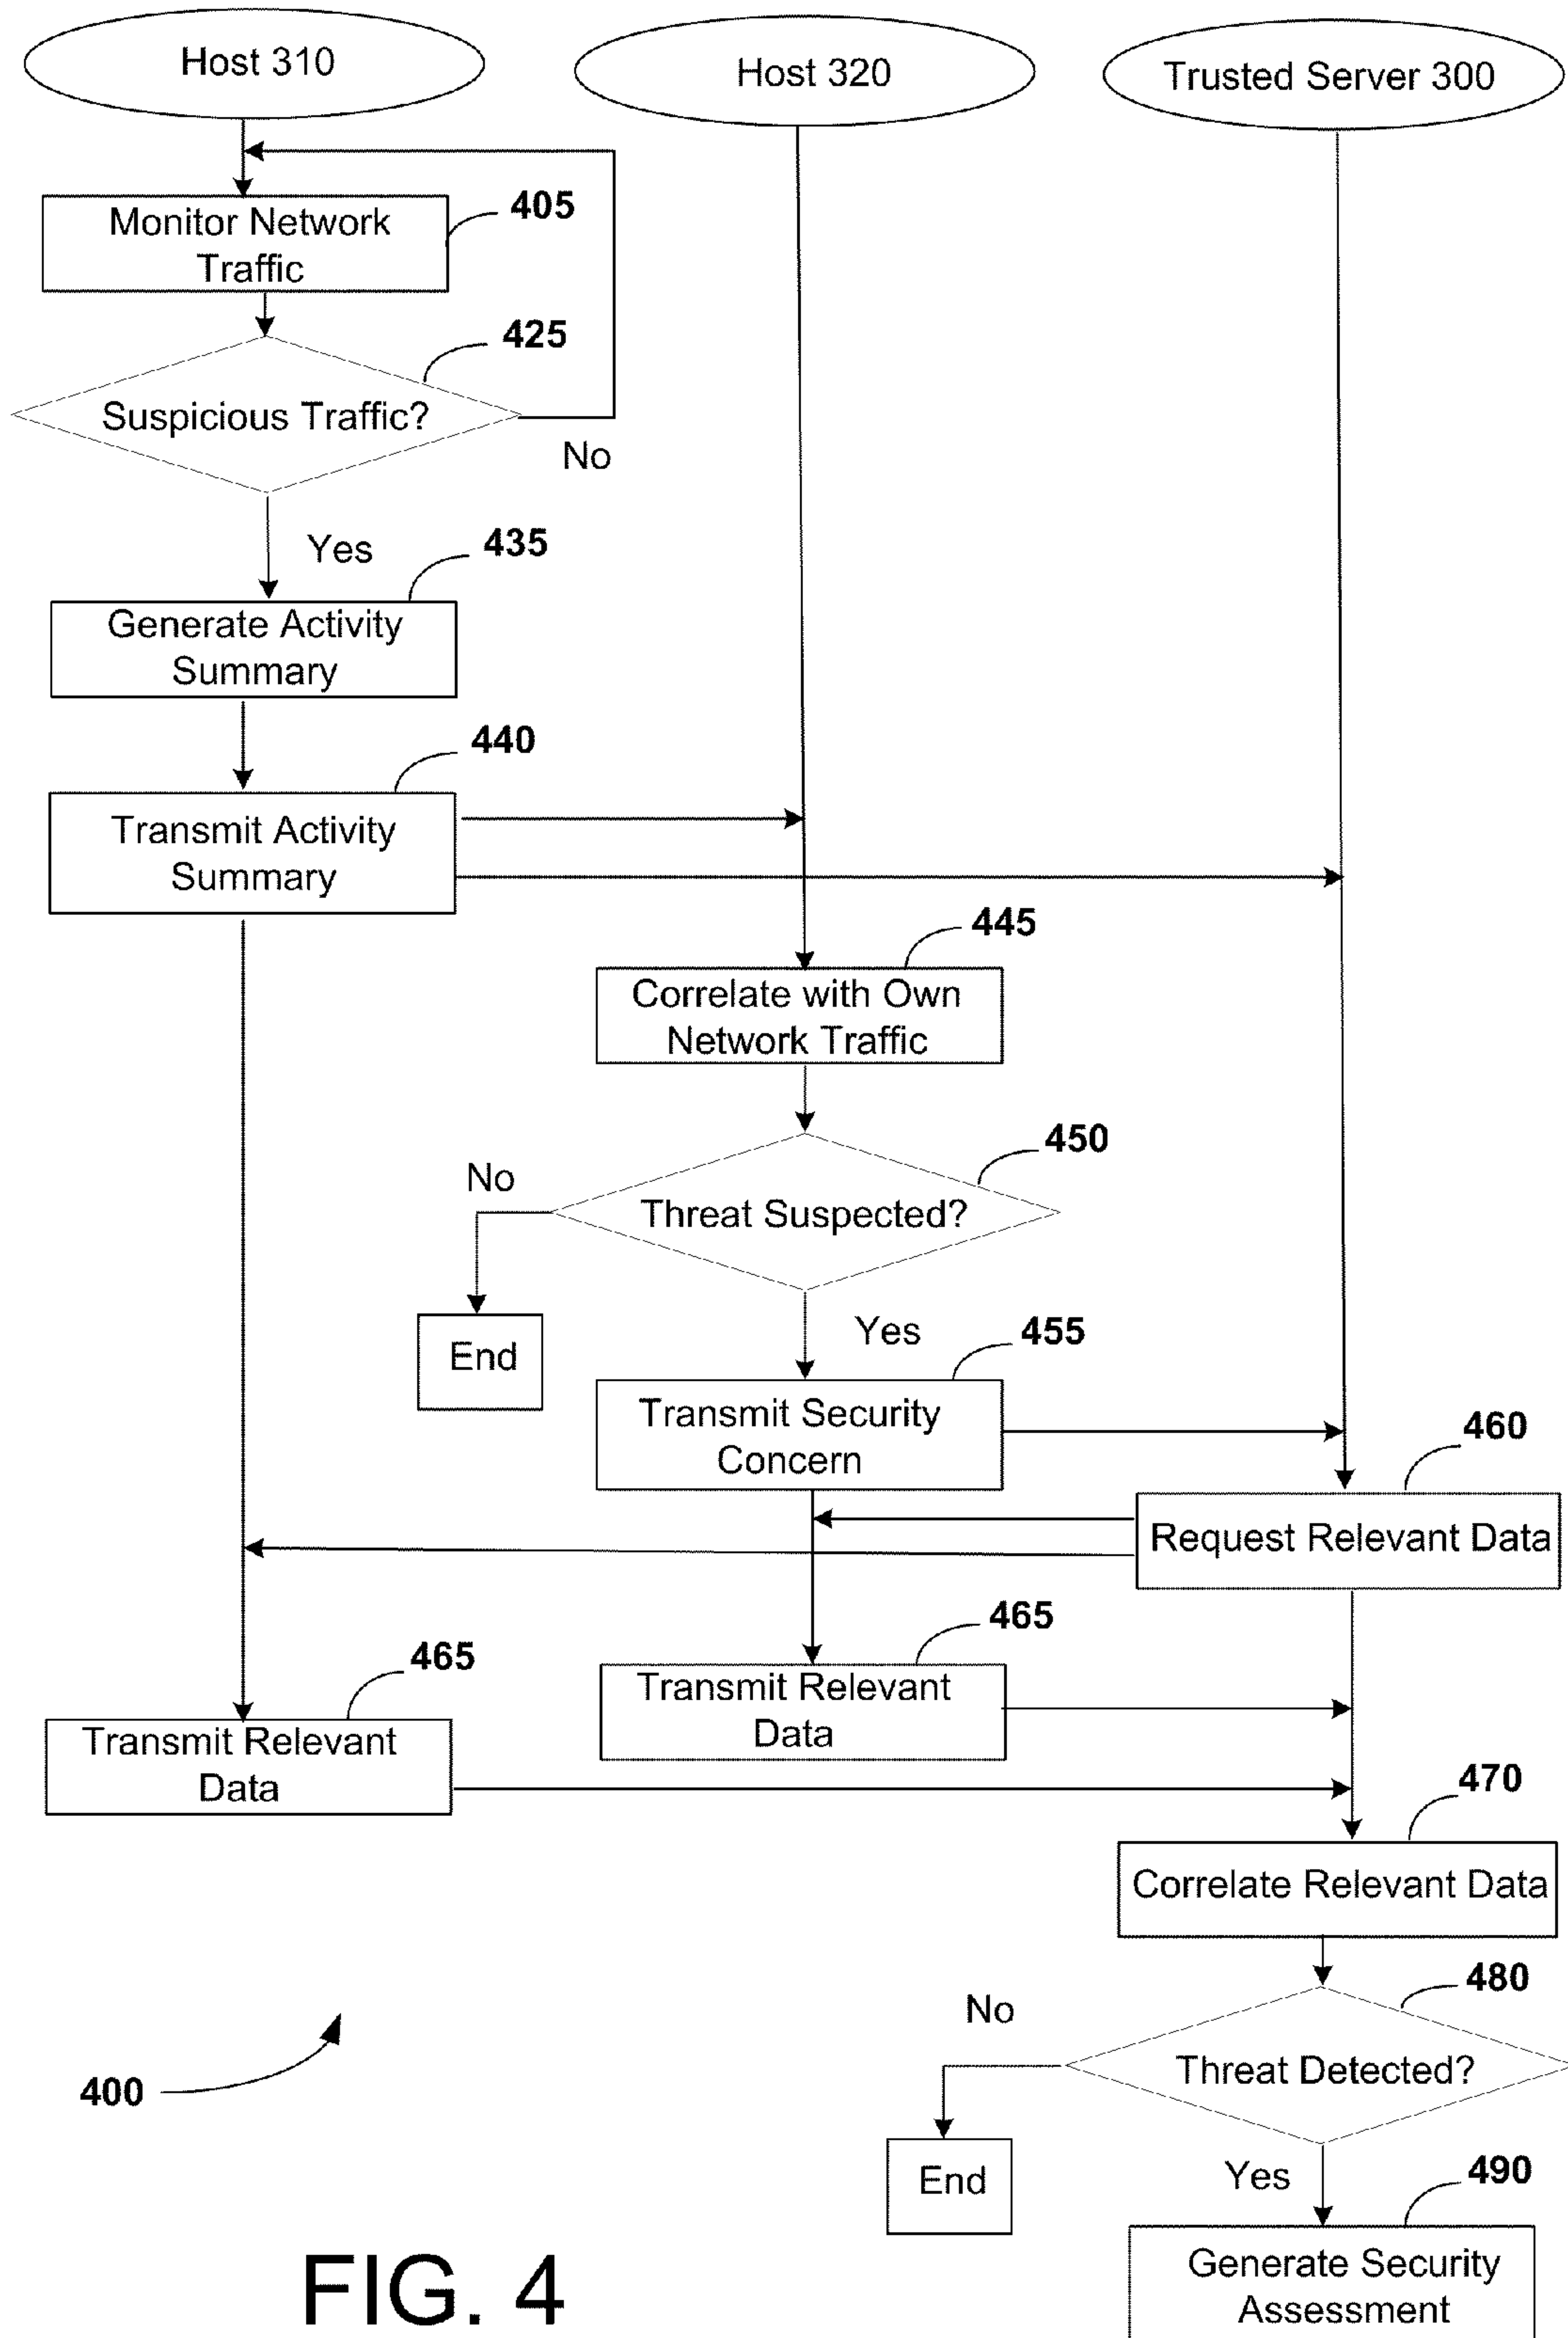 Host 310
Host 320
Trusted Server 300
Monitor Network
Traffic
405
Suspicious Traffic?
425
No
Yes
Generate Activity
Summary
435
Transmit Activity
Summary
440
Correlate with Own
Network Traffic
445
Threat Suspected?
450
No
End
Yes
Transmit Security
Concern
455
Request Relevant Data
460
Transmit Relevant
Data
465
Transmit Relevant
Data
465
Correlate Relevant Data
470
Threat Detected?
480
No
End
Yes
Generate Security
Assessment
490
400
FIG. 4